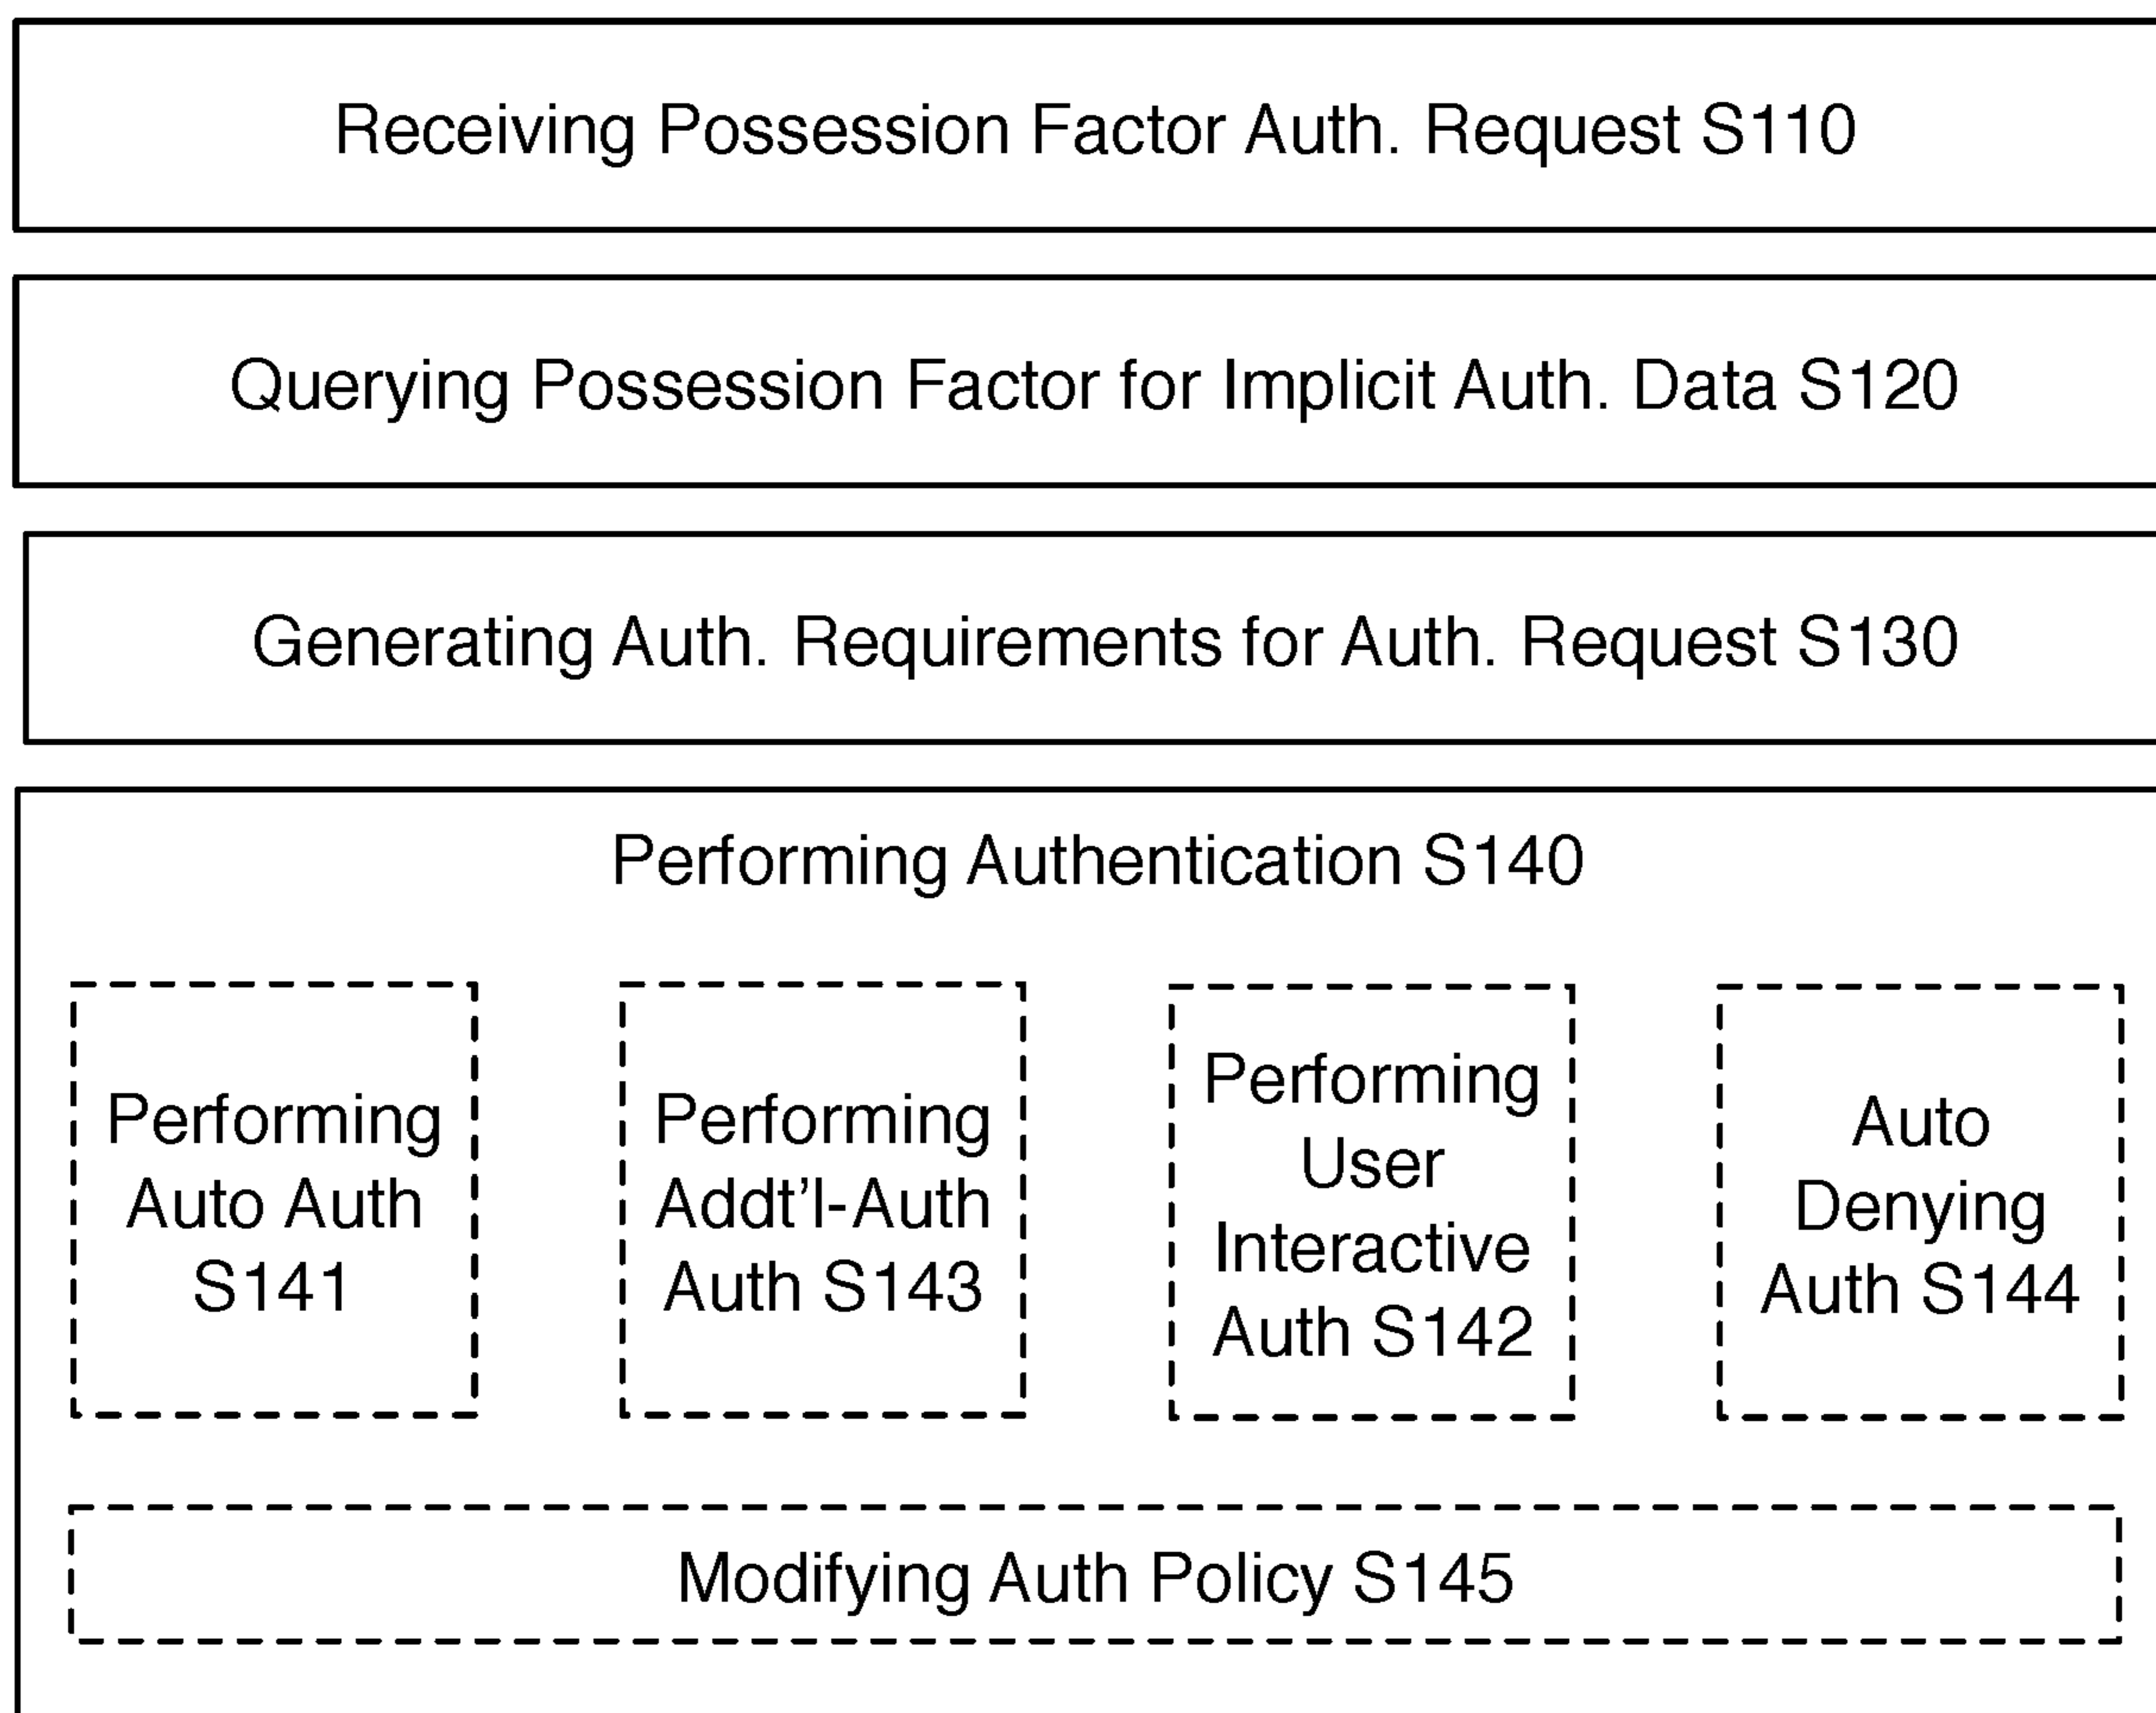 Receiving Possession Factor Auth. Request S110
Querying Possession Factor for Implicit Auth. Data S120
Generating Auth. Requirements for Auth. Request S130
Performing Authentication S140
Performing
Auto Auth
S141
Performing
Addt’l-Auth
Auth S143
Performing
User
Interactive
Auth S142
Auto
Denying
Auth S144
Modifying Auth Policy S145